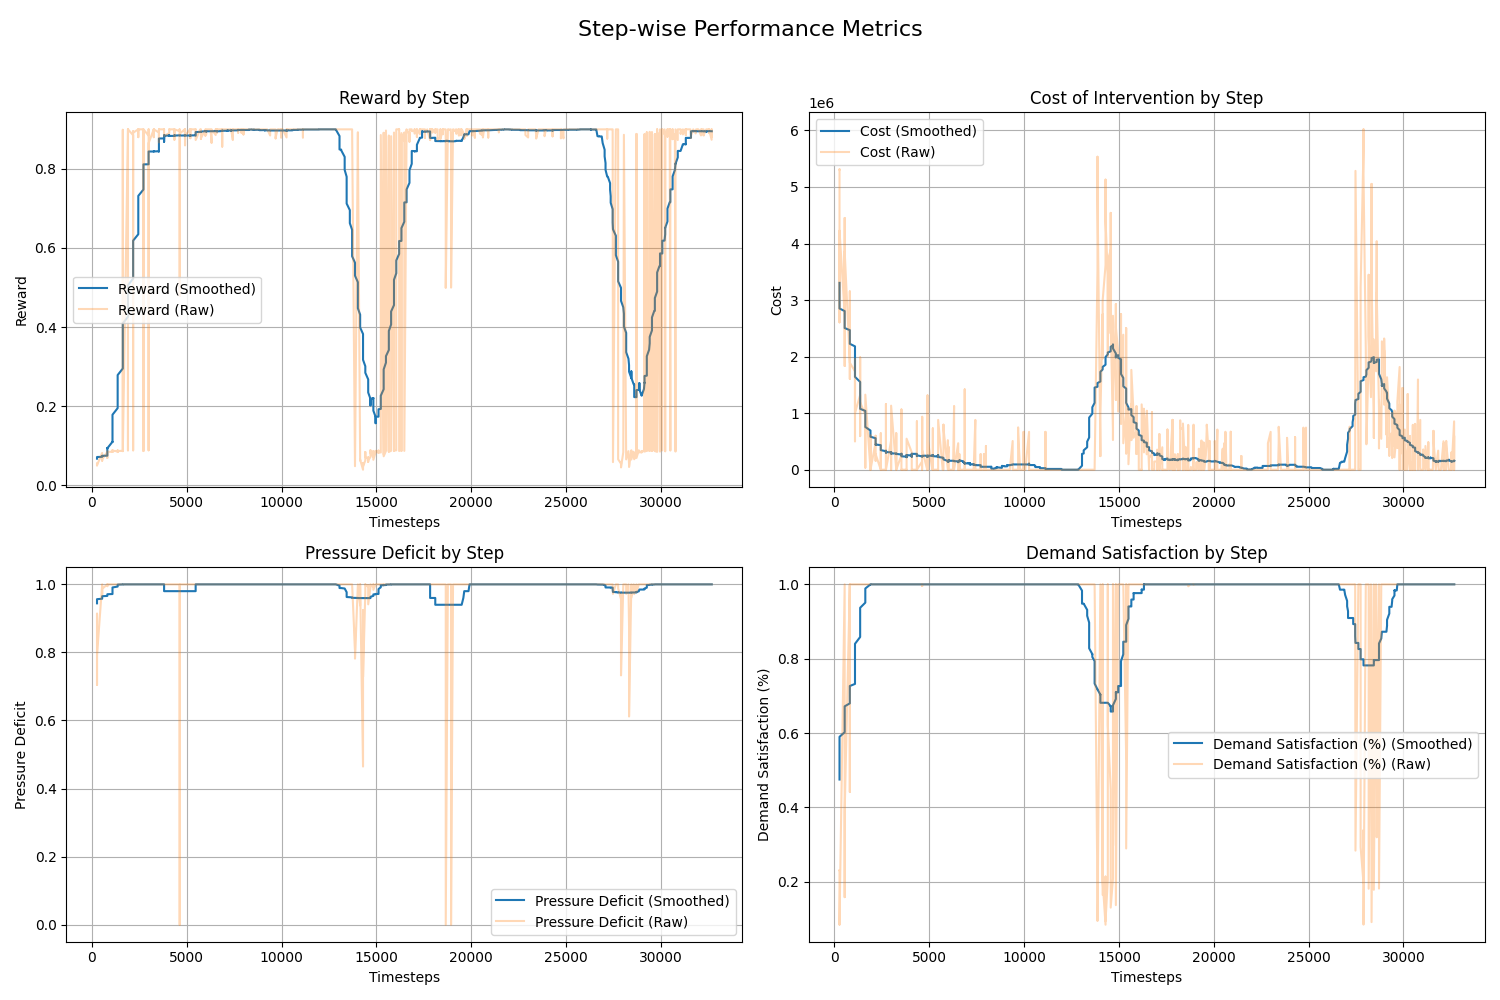 Step-wise Performance Metrics
Reward by Step
Reward
0.8
0.6
0.4
0.2
0.0
Reward (Smoothed)
Reward (Raw)
0 5000 10000 15000 20000 25000 30000
Timesteps
Cost of Intervention by Step
1e6
Cost
6
5
4
3
2
1
0
Cost (Smoothed)
Cost (Raw)
0 5000 10000 15000 20000 25000 30000
Timesteps
Pressure Deficit by Step
Pressure Deficit
1.0
0.8
0.6
0.4
0.2
0.0
Pressure Deficit (Smoothed)
Pressure Deficit (Raw)
0 5000 10000 15000 20000 25000 30000
Timesteps
Demand Satisfaction by Step
Demand Satisfaction (%)
1.0
0.8
0.6
0.4
0.2
Demand Satisfaction (%) (Smoothed)
Demand Satisfaction (%) (Raw)
0 5000 10000 15000 20000 25000 30000
Timesteps